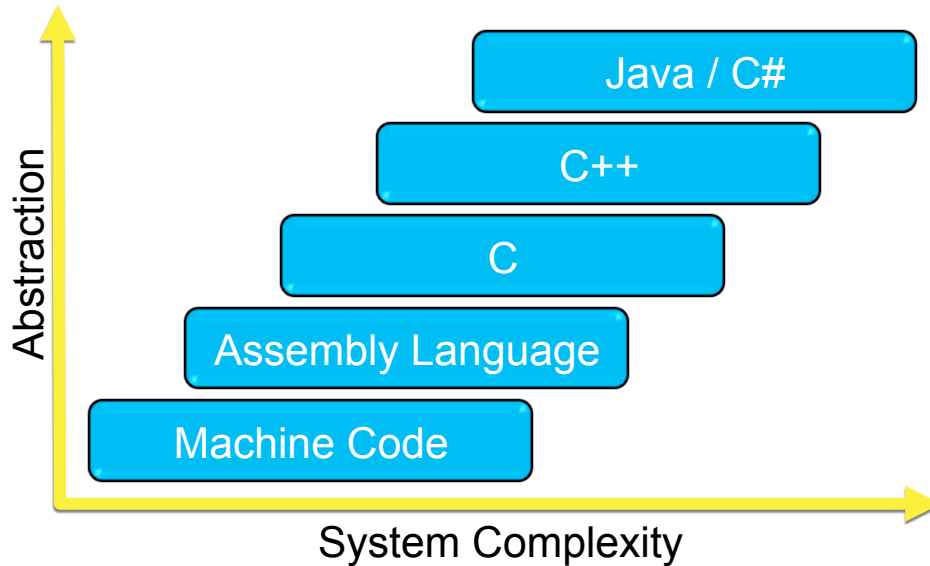 Java / C#
C++
C
Assembly Language
Machine Code
Abstraction
System Complexity